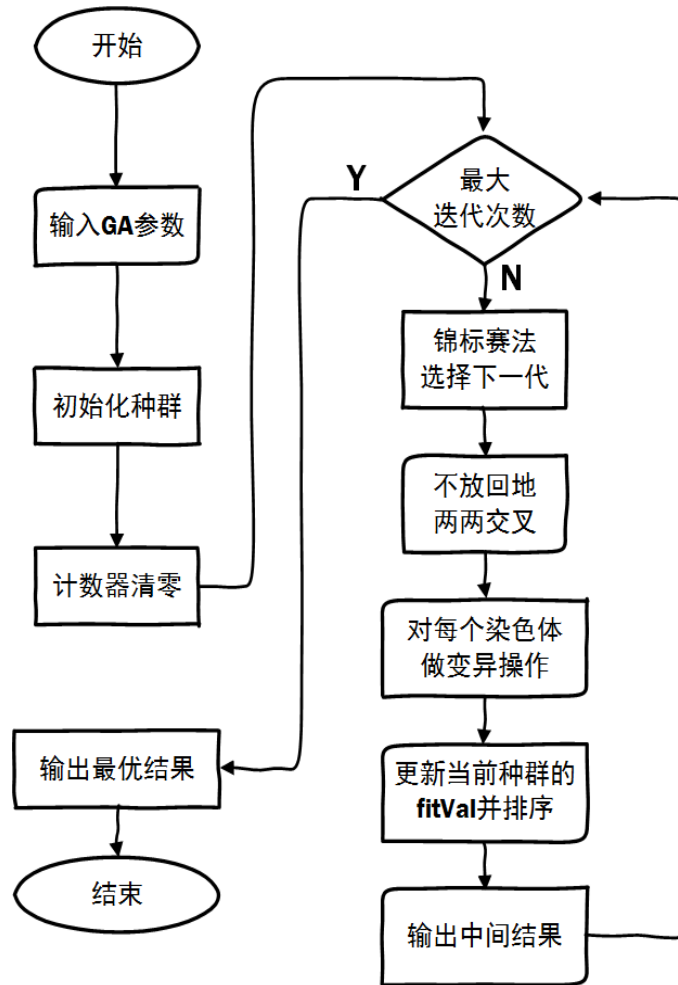 开始
输入GA参数
初始化种群
计数器清零
输出最优结果
结束
Y
最大
迭代次数
N
锦标赛法
选择下一代
不放回地
两两交叉
对每个染色体
做变异操作
更新当前种群的
fitVal并排序
输出中间结果